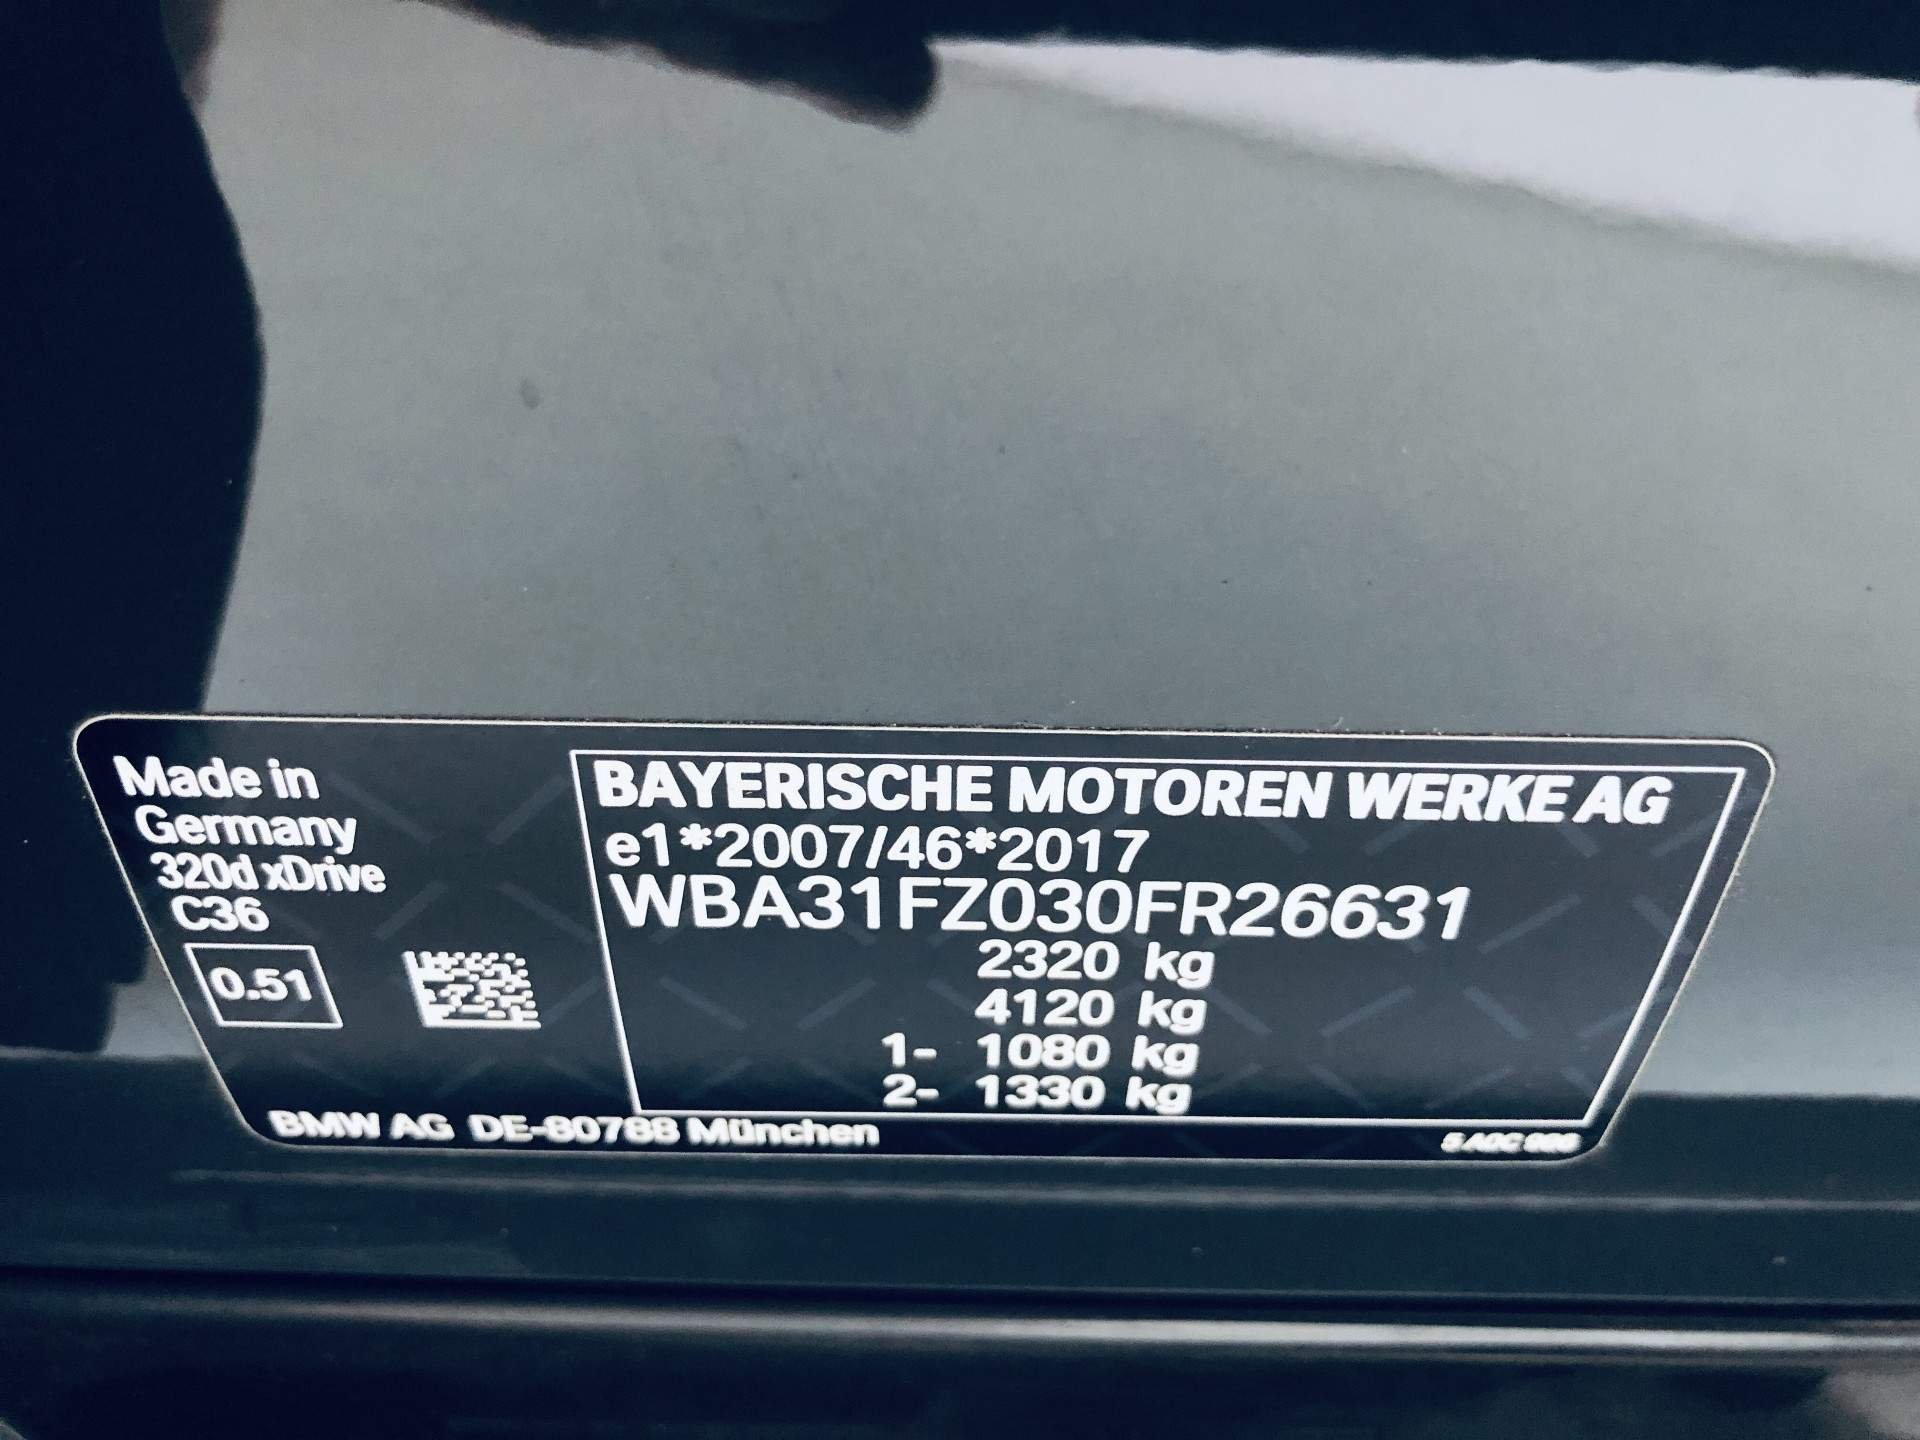 Made in
Germany
320d xDrive
C36
0.51
BAYERISCHE MOTOREN WERKE AG
e1*2007/46*2017
WBA31FZ030FR26631
2320 kg
4120 kg
1- 1080 kg
2- 1330 kg
BMW AG DE-80788 München